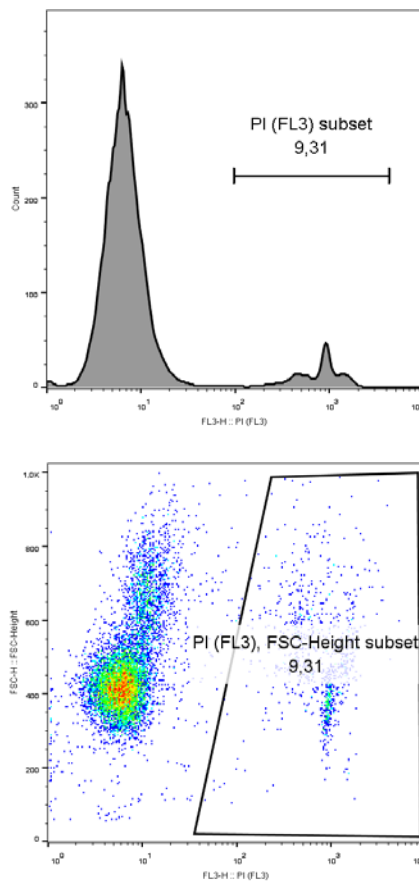 300
PI (FL3) subset
9,31
Count
200
100
0
10^0 10^1 10^2 10^3
FL3-H :: PI (FL3)
1,0K
800
600
PI (FL3), FSC-Height subset
9,31
FSC-H :: FSC-Height
400
200
0
10^0 10^1 10^2 10^3
FL3-H :: PI (FL3)